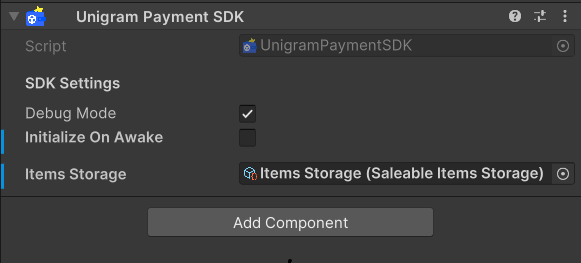 Unigram Payment SDK
Script UnigramPaymentSDK
SDK Settings
Debug Mode
Initialize On Awake
Items Storage Items Storage (Saleable Items Storage)
Add Component